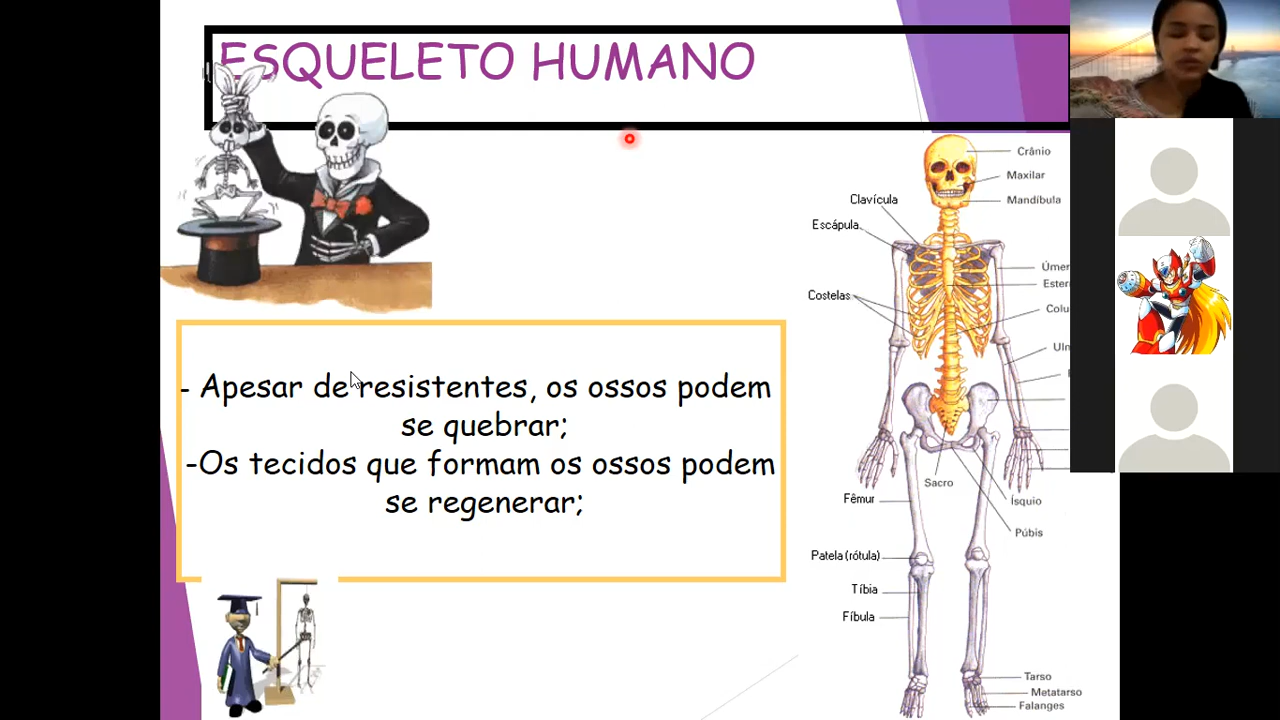 ESQUELETO HUMANO
Crânio
Maxilar
Mandíbula
Clavícula
Escápula
Costelas
- Apesar de resistentes, os ossos podem
se quebrar;
-Os tecidos que formam os ossos podem
se regenerar;
Sacro
Fêmur
Ísquio
Púbis
Patela (rótula)
Tíbia
Fíbula
Tarso
Metatarso
Falanges